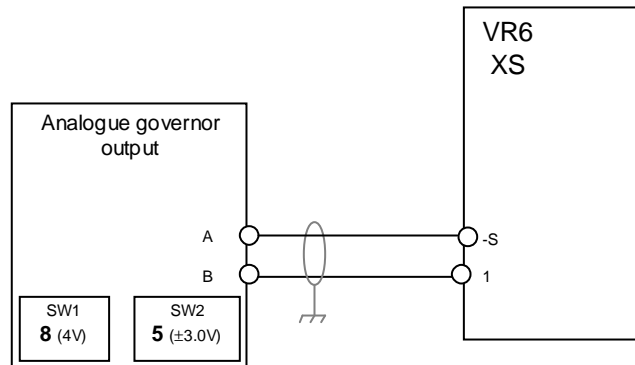 VR6
XS
Analogue governor
output
A
-S
B
1
SW1
8 (4V)
SW2
5 (±3.0V)